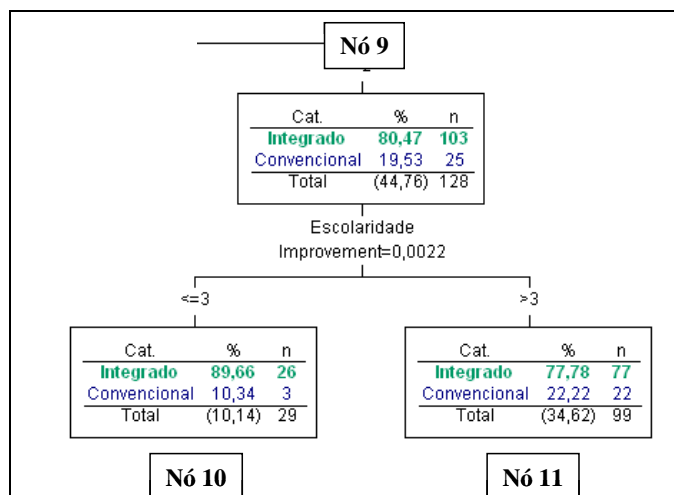 Nó 9
Cat. % n
Integrado 80,47 103
Convencional 19,53 25
Total (44,76) 128
Escolaridade
Improvement=0,0022
<=3 >3
Cat. % n
Integrado 89,66 26
Convencional 10,34 3
Total (10,14) 29
Cat. % n
Integrado 77,78 77
Convencional 22,22 22
Total (34,62) 99
Nó 10 Nó 11